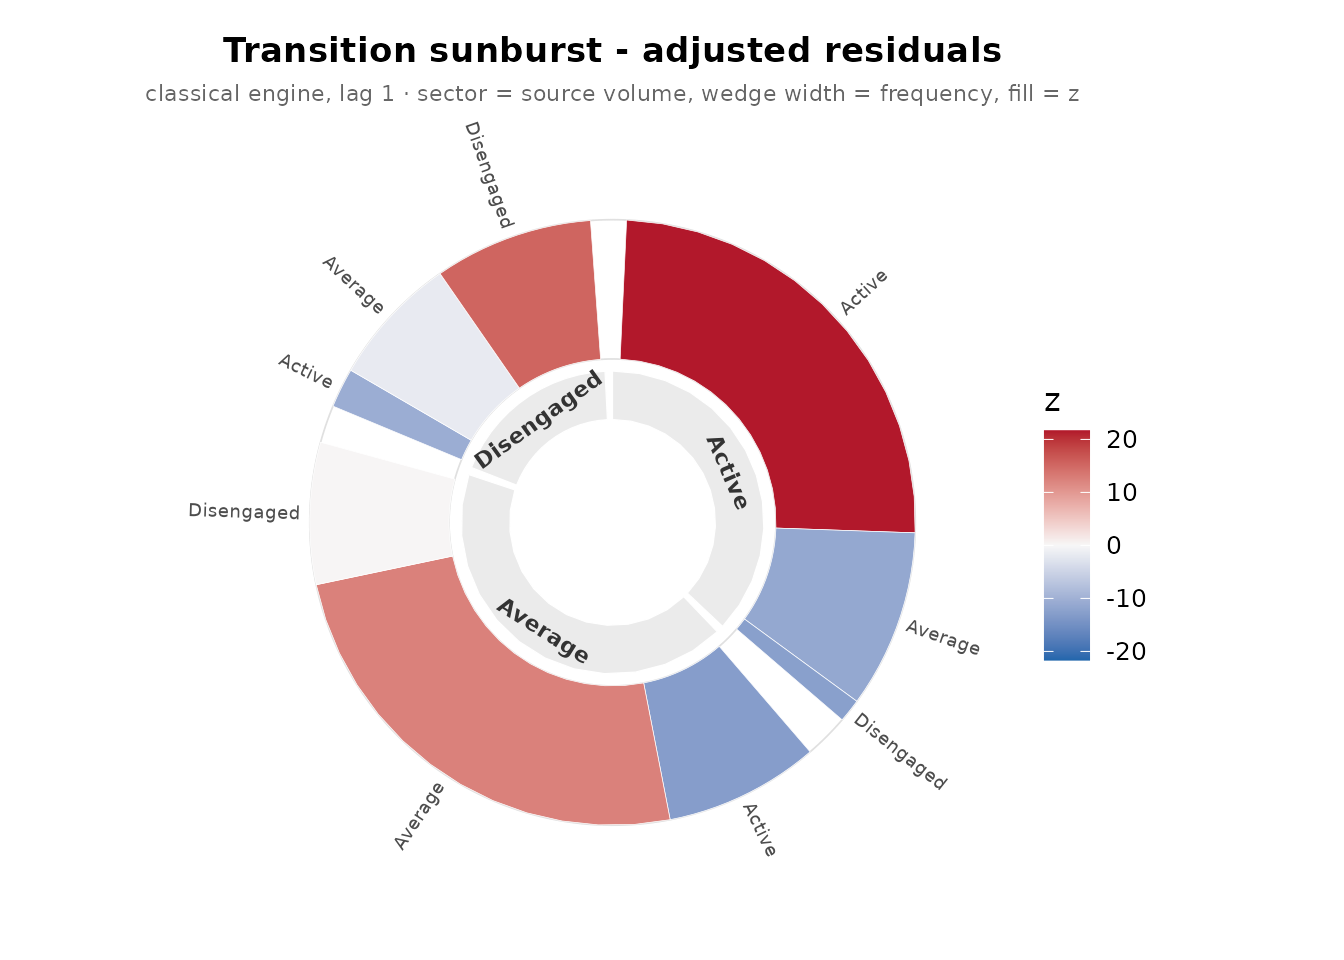 Transition sunburst - adjusted residuals
classical engine, lag 1 · sector = source volume, wedge width = frequency, fill = z
Disengaged
Average
Active
Active
Disengaged
Active
Disengaged
Average
Average
Disengaged
Average
Active
z
20
10
0
-10
-20